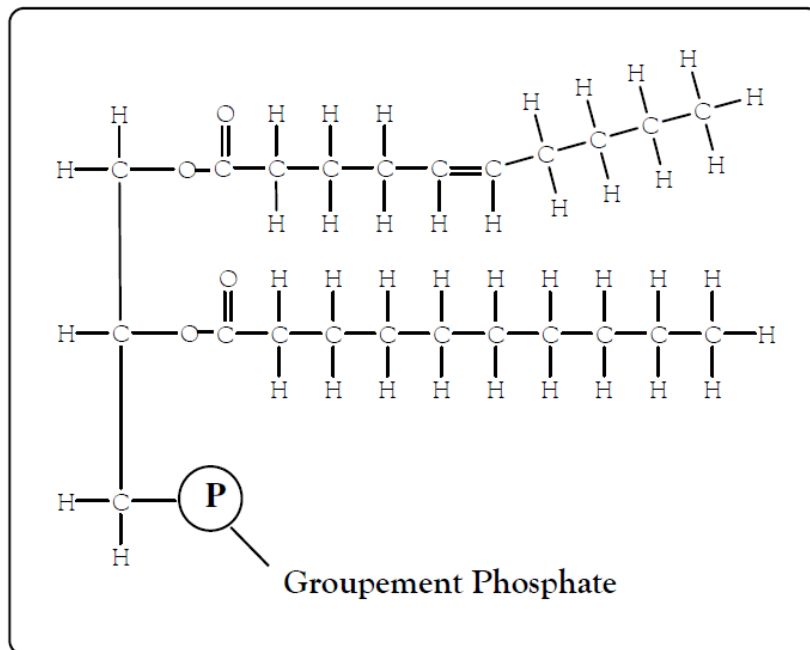 H
H
H
H H
H O H H H H C
C
C
C
H C O C C C C C C H
H
H
H
H H H H H
O H H H H H H H H H
H C O C C C C C C C C C C H
H H H H H H H H H
H C P
H
Groupement Phosphate